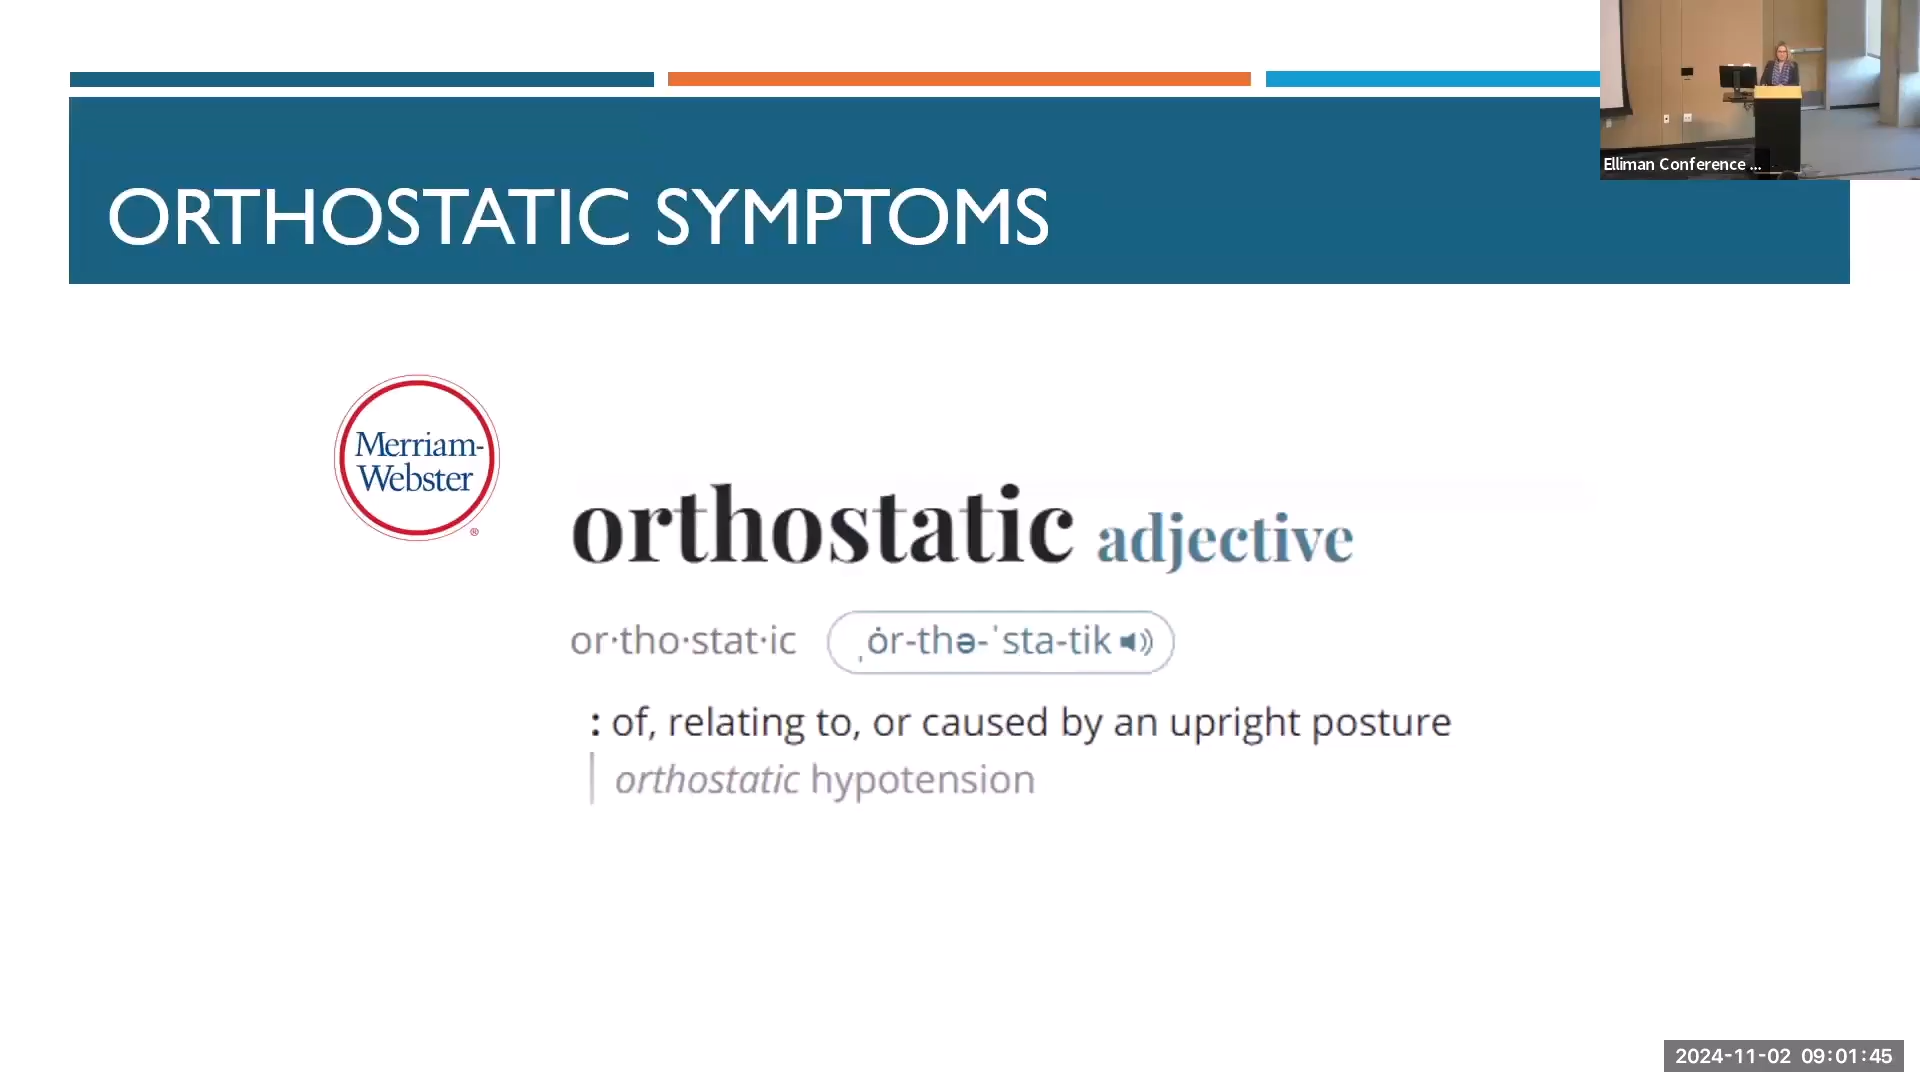 Elliman Conference ...
ORTHOSTATIC SYMPTOMS
Merriam-
Webster
®
orthostatic adjective
or·tho·stat·ic ˌȯr-thə-ˈsta-tik
: of, relating to, or caused by an upright posture
orthostatic hypotension
2024-11-02 09:01:45